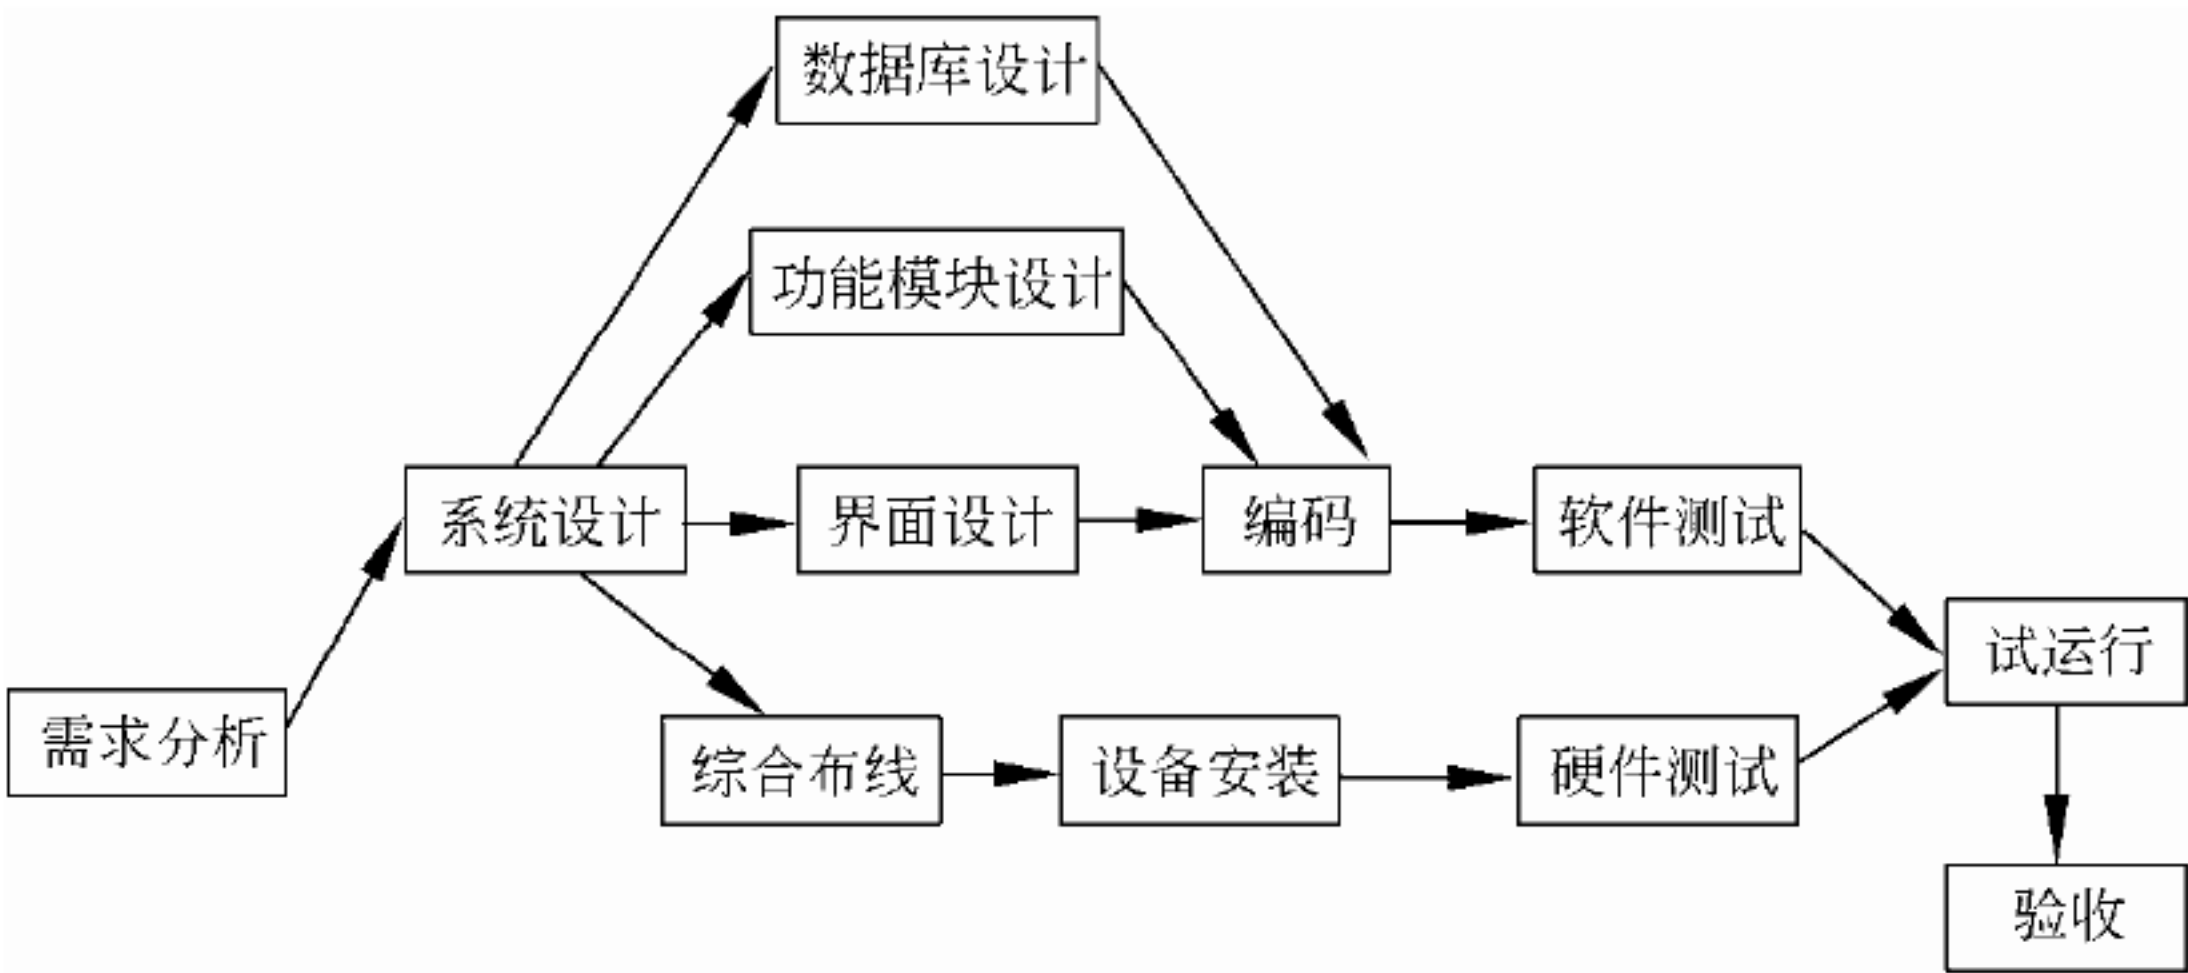 数据库设计
功能模块设计
系统设计
界面设计
编码
软件测试
试运行
需求分析
综合布线
设备安装
硬件测试
验收